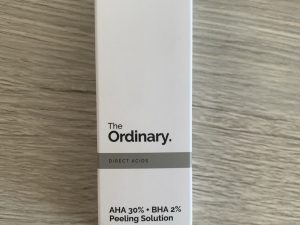 The
Ordinary.
DIRECT ACIDS
AHA 30% + BHA 2%
Peeling Solution